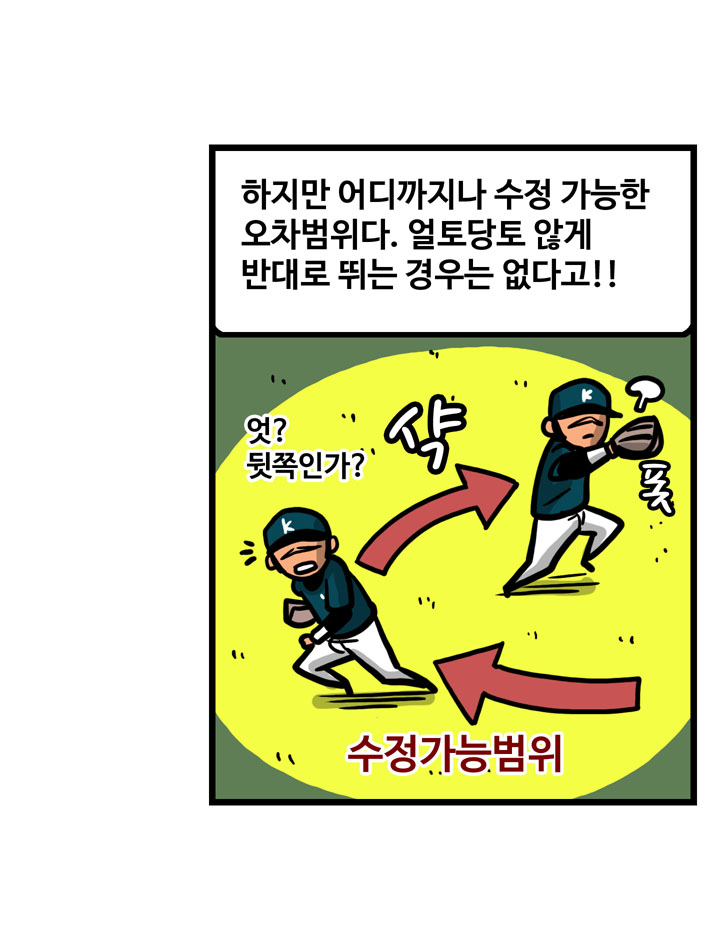 하지만 어디까지나 수정 가능한
오차범위다. 얼토당토 않게
반대로 뛰는 경우는 없다고!!
엇?
뒷쪽인가?
샥
K
폿
K
수정가능범위